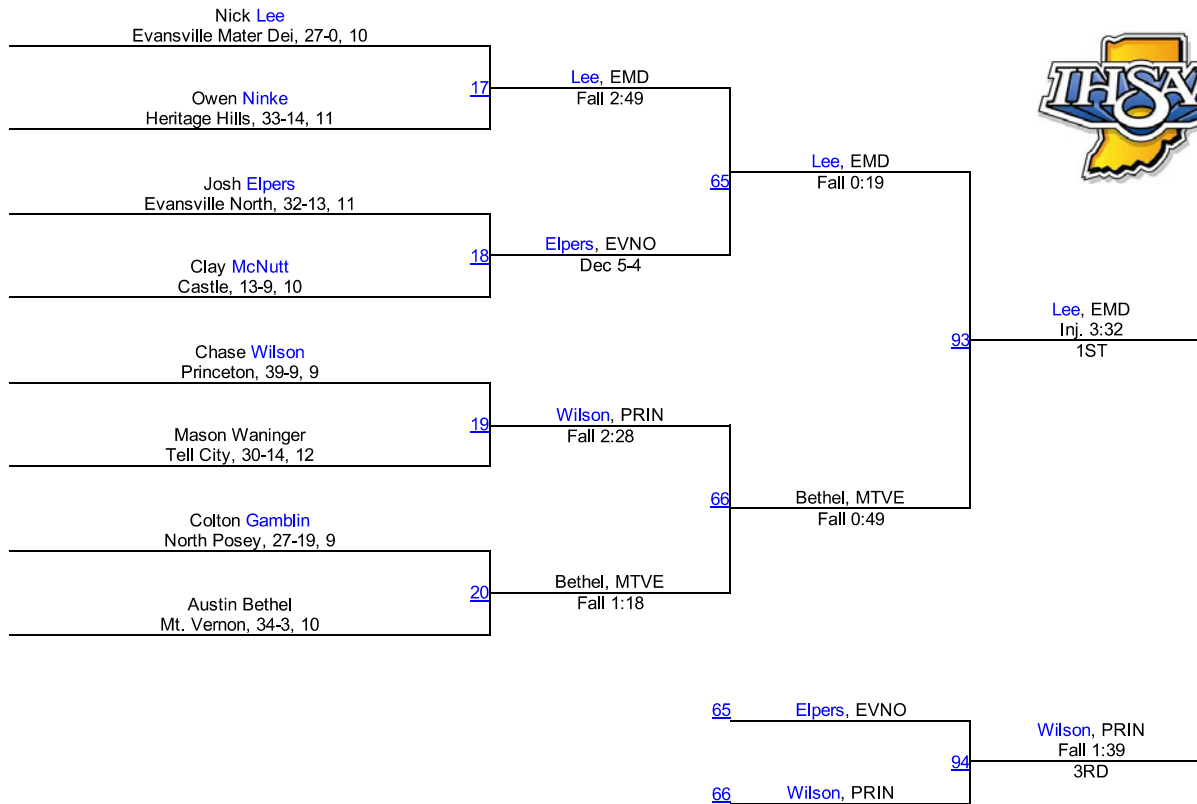 Nick Lee
Evansville Mater Dei, 27-0, 10
17
Lee, EMD
Fall 2:49
Owen Ninke
Heritage Hills, 33-14, 11
IHSAA
65
Lee, EMD
Fall 0:19
Josh Elpers
Evansville North, 32-13, 11
18
Elpers, EVNO
Dec 5-4
Clay McNutt
Castle, 13-9, 10
93
Lee, EMD
Inj. 3:32
1ST
Chase Wilson
Princeton, 39-9, 9
19
Wilson, PRIN
Fall 2:28
Mason Waninger
Tell City, 30-14, 12
66
Bethel, MTVE
Fall 0:49
Colton Gamblin
North Posey, 27-19, 9
20
Bethel, MTVE
Fall 1:18
Austin Bethel
Mt. Vernon, 34-3, 10
65
Elpers, EVNO
94
Wilson, PRIN
Fall 1:39
3RD
66
Wilson, PRIN